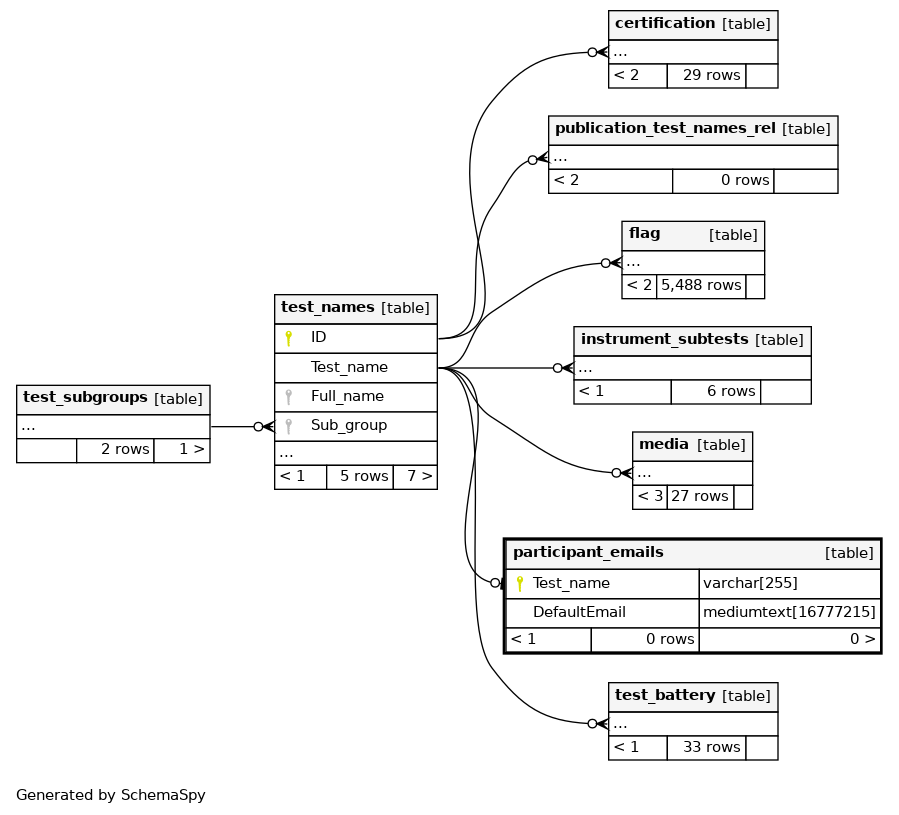 certification [table]
...
< 2 29 rows
publication_test_names_rel [table]
...
< 2 0 rows
flag [table]
...
< 2 5,488 rows
test_names [table]
ID
Test_name
Full_name
Sub_group
...
< 1 5 rows 7 >
instrument_subtests [table]
...
< 1 6 rows
test_subgroups [table]
...
2 rows 1 >
media [table]
...
< 3 27 rows
participant_emails [table]
Test_name varchar[255]
DefaultEmail mediumtext[16777215]
< 1 0 rows 0 >
test_battery [table]
...
< 1 33 rows
Generated by SchemaSpy